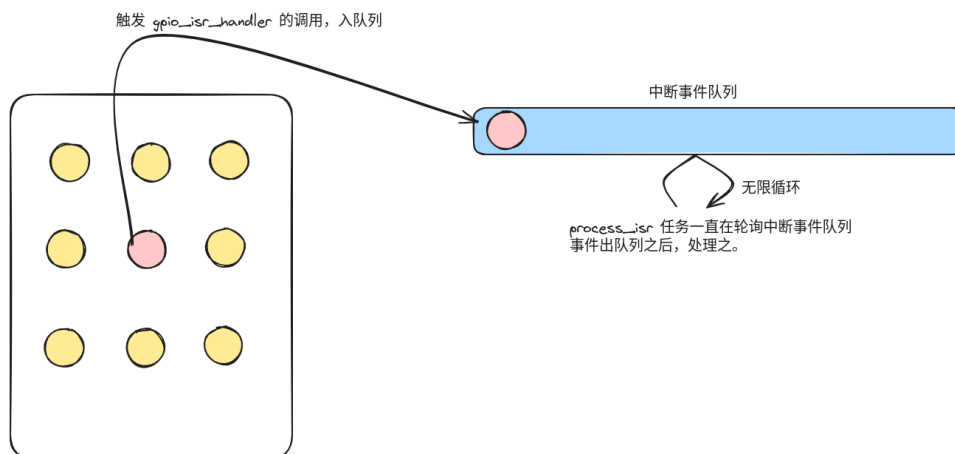 触发 gpio_isr_handler 的调用，入队列
中断事件队列
无限循环
process_isr 任务一直在轮询中断事件队列
事件出队列之后，处理之。